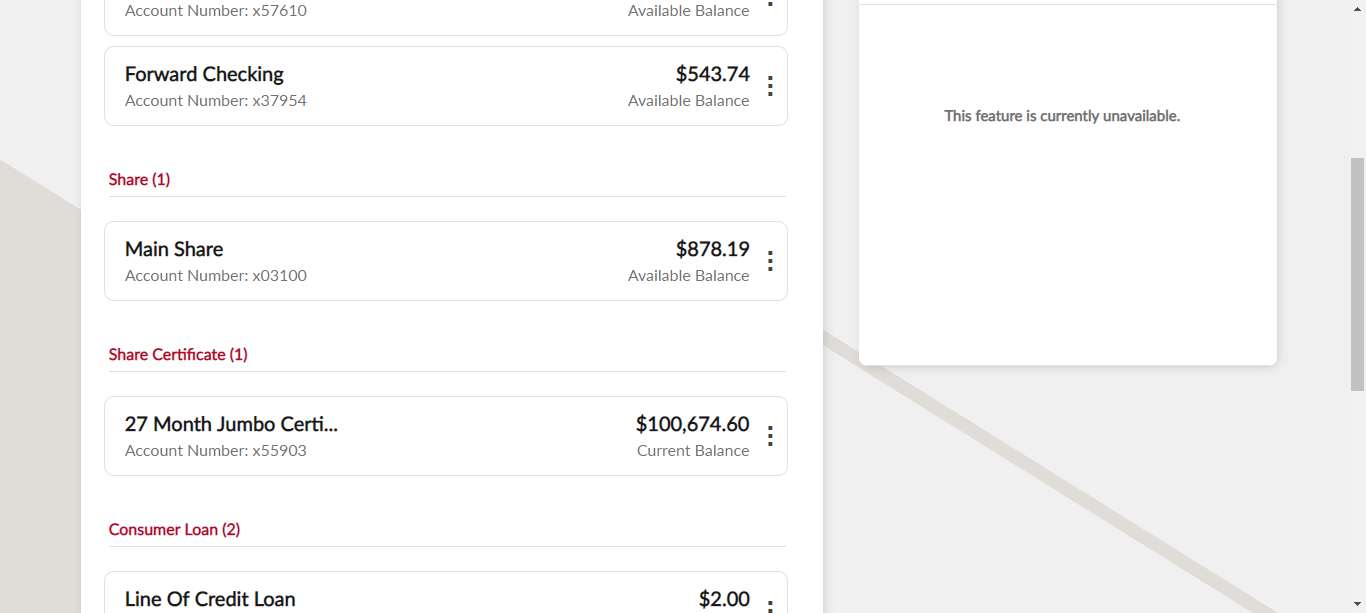 Account Number: x57610
Available Balance
Forward Checking
$543.74
Account Number: x37954
Available Balance
Share (1)
Main Share
$878.19
Account Number: x03100
Available Balance
Share Certificate (1)
27 Month Jumbo Certi...
$100,674.60
Account Number: x55903
Current Balance
Consumer Loan (2)
Line Of Credit Loan
$2.00
This feature is currently unavailable.